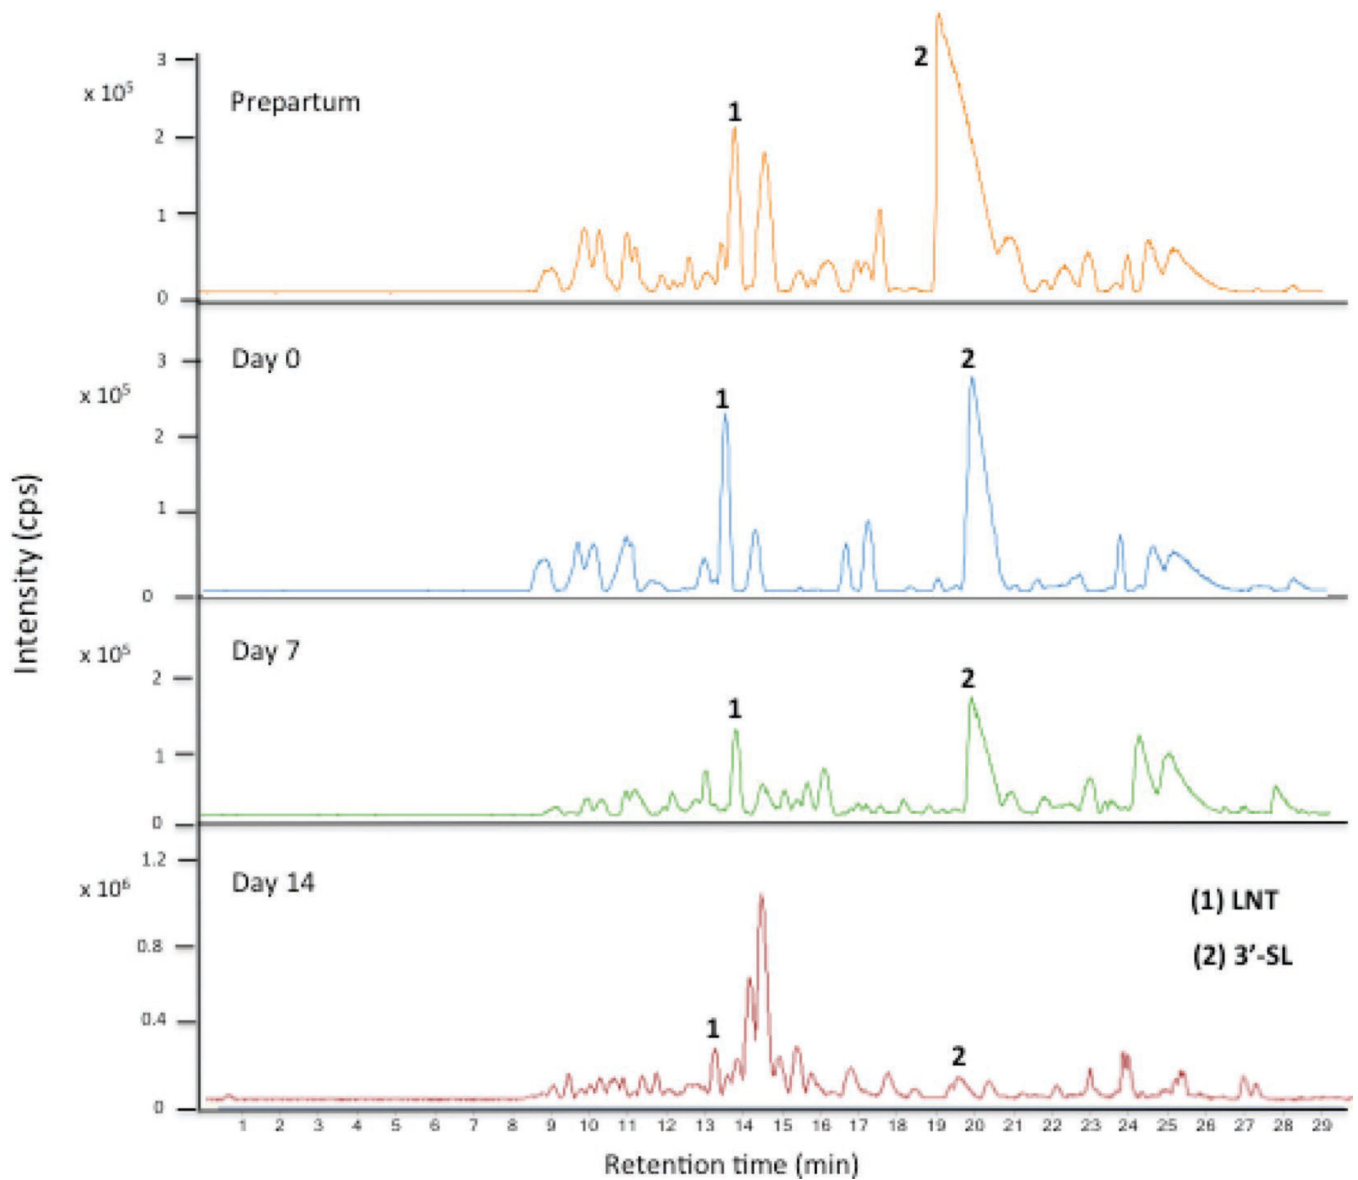 3
x 10⁵
Prepartum
2
1
2
1
0
Day 0
3
x 10⁵
2
1
2
1
0
Day 7
x 10⁵
2
1
2
1
0
Day 14
1.2
x 10⁶
0.8
0.4
0
1
2
(1) LNT
(2) 3’-SL
Intensity (cps)
1 2 3 4 5 6 7 8 9 10 11 12 13 14 15 16 17 18 19 20 21 22 23 24 25 26 27 28 29
Retention time (min)